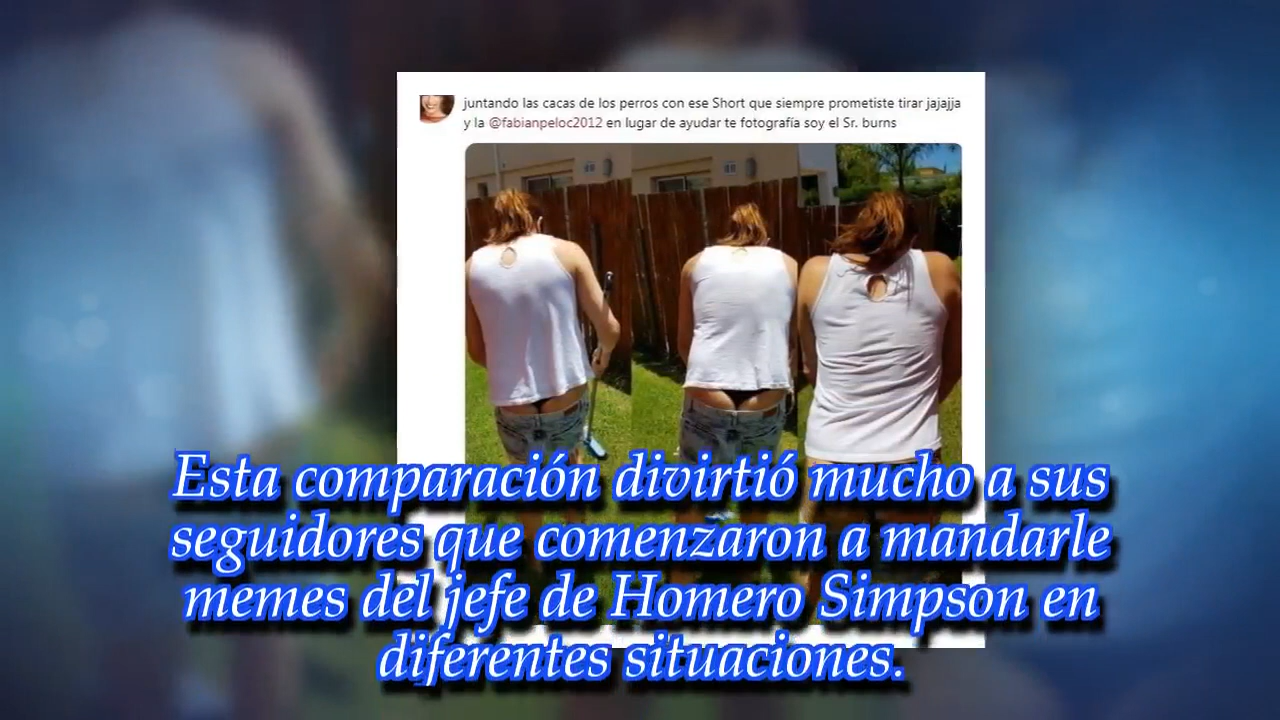 juntando las cacas de los perros con ese Short que siempre prometiste tirar jajajja
y la @fabianpeloc2012 en lugar de ayudar te fotografía soy el Sr. burns
Esta comparación divirtió mucho a sus
seguidores que comenzaron a mandarle
memes del jefe de Homero Simpson en
diferentes situaciones.